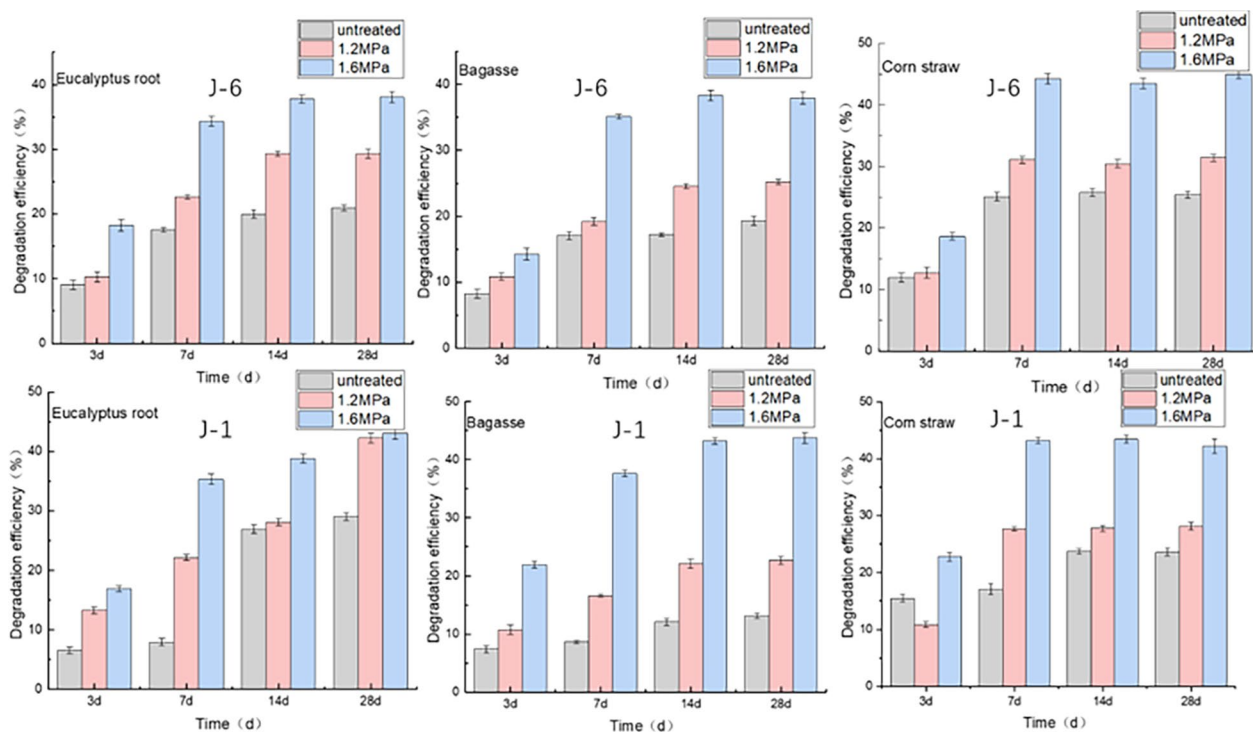 untreated
1.2MPa
1.6MPa
Eucalyptus root
J-6
Degradation efficiency (%)
40
30
20
10
0
3d
7d
14d
28d
Time (d)
untreated
1.2MPa
1.6MPa
Bagasse
J-6
Degradation efficiency (%)
40
30
20
10
0
3d
7d
14d
28d
Time (d)
untreated
1.2MPa
1.6MPa
Corn straw
J-6
Degradation efficiency (%)
50
40
30
20
10
0
3d
7d
14d
28d
Time (d)
untreated
1.2MPa
1.6MPa
Eucalyptus root
J-1
Degradation efficiency (%)
50
40
30
20
10
0
3d
7d
14d
28d
Time (d)
untreated
1.2MPa
1.6MPa
Bagasse
J-1
Degradation efficiency (%)
50
40
30
20
10
0
3d
7d
14d
28d
Time (d)
untreated
1.2MPa
1.6MPa
Corn straw
J-1
Degradation efficiency (%)
50
40
30
20
10
0
3d
7d
14d
28d
Time (d)